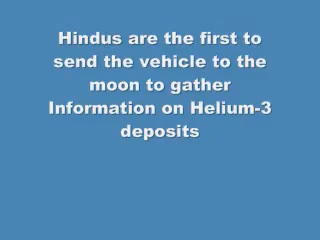 Hindus are the first to
send the vehicle to the
moon to gather
Information on Helium-3
deposits